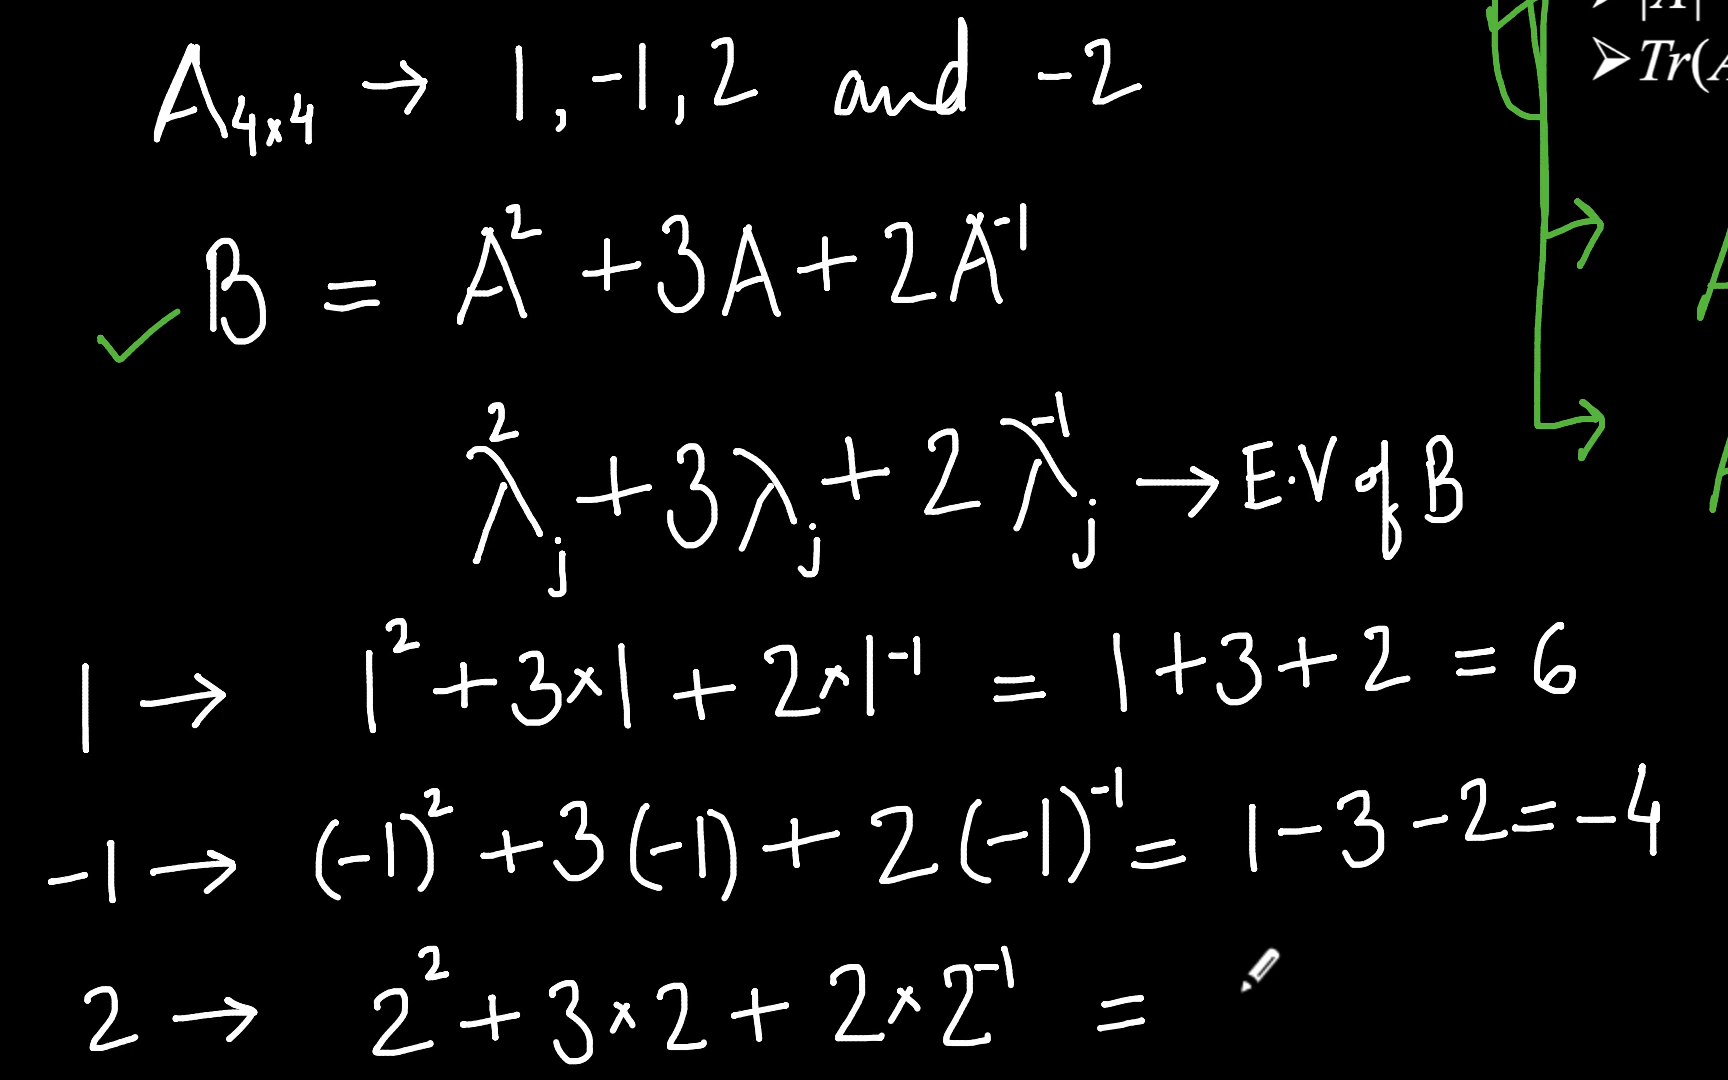 A₄ₓ₄ → 1, -1, 2 and -2
B = A² + 3A + 2A⁻¹
λⱼ² + 3λⱼ + 2λⱼ⁻¹ → E.V of B
1 → 1² + 3×1 + 2×1⁻¹ = 1 + 3 + 2 = 6
-1 → (-1)² + 3(-1) + 2(-1)⁻¹ = 1 - 3 - 2 = -4
2 → 2² + 3×2 + 2×2⁻¹ =
➤ |A|
➤ Tr(A